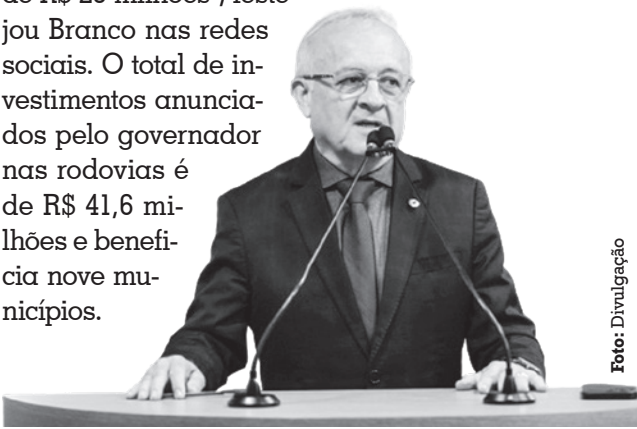 jou Branco nas redes
sociais. O total de in-
vestimentos anuncia-
dos pelo governador
nas rodovias é
de R$ 41,6 mi-
lhões e benefi-
cia nove mu-
nicípios.
Foto: Divulgação